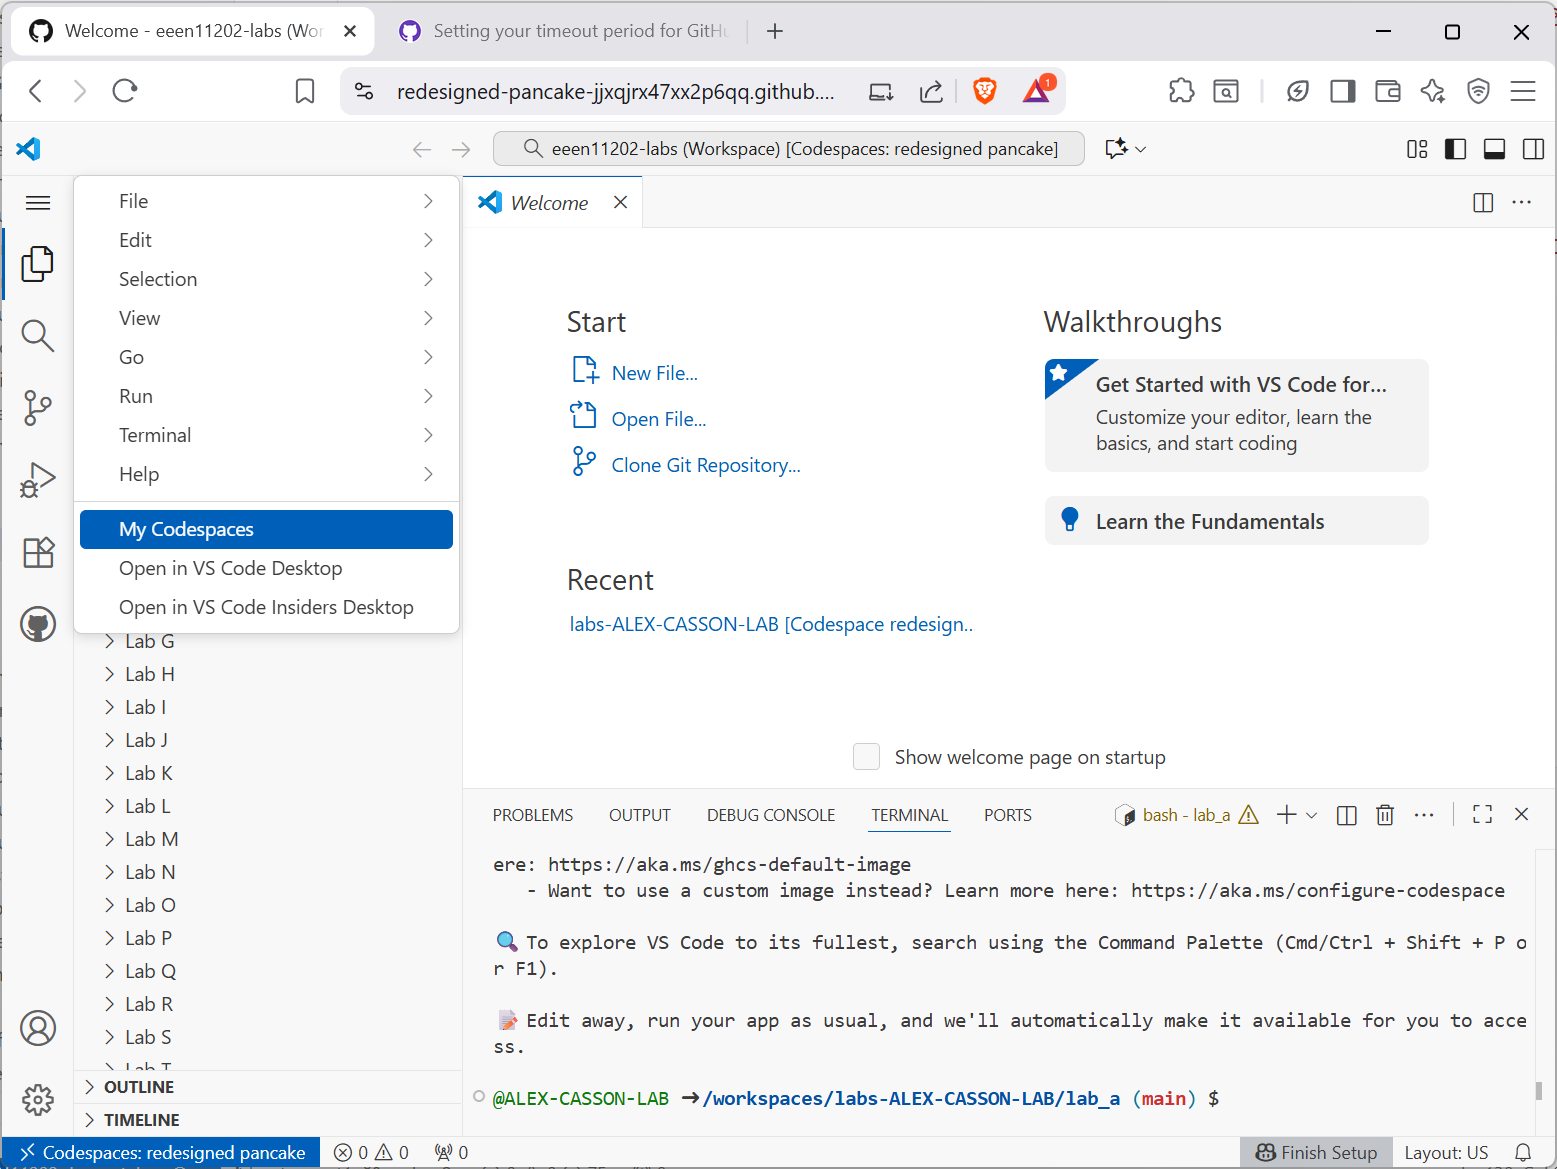 Welcome - eeen11202-labs (Wor
Setting your timeout period for GitHu
redesigned-pancake-jjxqjrx47xx2p6qq.github....
1
eeen11202-labs (Workspace) [Codespaces: redesigned pancake]
File
Edit
Selection
View
Go
Run
Terminal
Help
My Codespaces
Open in VS Code Desktop
Open in VS Code Insiders Desktop
Lab G
Lab H
Lab I
Lab J
Lab K
Lab L
Lab M
Lab N
Lab O
Lab P
Lab Q
Lab R
Lab S
Lab T
OUTLINE
TIMELINE
Welcome
Start
New File...
Open File...
Clone Git Repository...
Recent
labs-ALEX-CASSON-LAB [Codespace redesign..
Walkthroughs
Get Started with VS Code for...
Customize your editor, learn the
basics, and start coding
Learn the Fundamentals
Show welcome page on startup
PROBLEMS OUTPUT DEBUG CONSOLE TERMINAL PORTS
bash - lab_a
ere: https://aka.ms/ghcs-default-image
- Want to use a custom image instead? Learn more here: https://aka.ms/configure-codespace
To explore VS Code to its fullest, search using the Command Palette (Cmd/Ctrl + Shift + P o
r F1).
Edit away, run your app as usual, and we'll automatically make it available for you to acce
ss.
@ALEX-CASSON-LAB ➜/workspaces/labs-ALEX-CASSON-LAB/lab_a (main) $
Codespaces: redesigned pancake 0 0 0
Finish Setup Layout: US